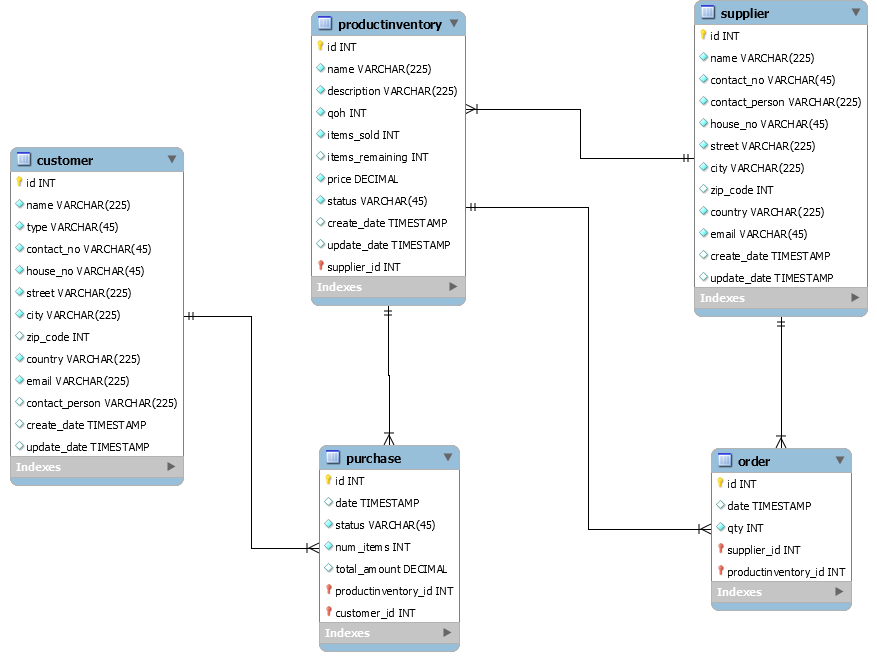 productinventory
id INT
name VARCHAR(225)
description VARCHAR(225)
qoh INT
items_sold INT
items_remaining INT
price DECIMAL
status VARCHAR(45)
create_date TIMESTAMP
update_date TIMESTAMP
supplier_id INT
Indexes
supplier
id INT
name VARCHAR(225)
contact_no VARCHAR(45)
contact_person VARCHAR(225)
house_no VARCHAR(45)
street VARCHAR(225)
city VARCHAR(225)
zip_code INT
country VARCHAR(225)
email VARCHAR(45)
create_date TIMESTAMP
update_date TIMESTAMP
Indexes
customer
id INT
name VARCHAR(225)
type VARCHAR(45)
contact_no VARCHAR(45)
house_no VARCHAR(45)
street VARCHAR(225)
city VARCHAR(225)
zip_code INT
country VARCHAR(225)
email VARCHAR(225)
contact_person VARCHAR(225)
create_date TIMESTAMP
update_date TIMESTAMP
Indexes
purchase
id INT
date TIMESTAMP
status VARCHAR(45)
num_items INT
total_amount DECIMAL
productinventory_id INT
customer_id INT
Indexes
order
id INT
date TIMESTAMP
qty INT
supplier_id INT
productinventory_id INT
Indexes